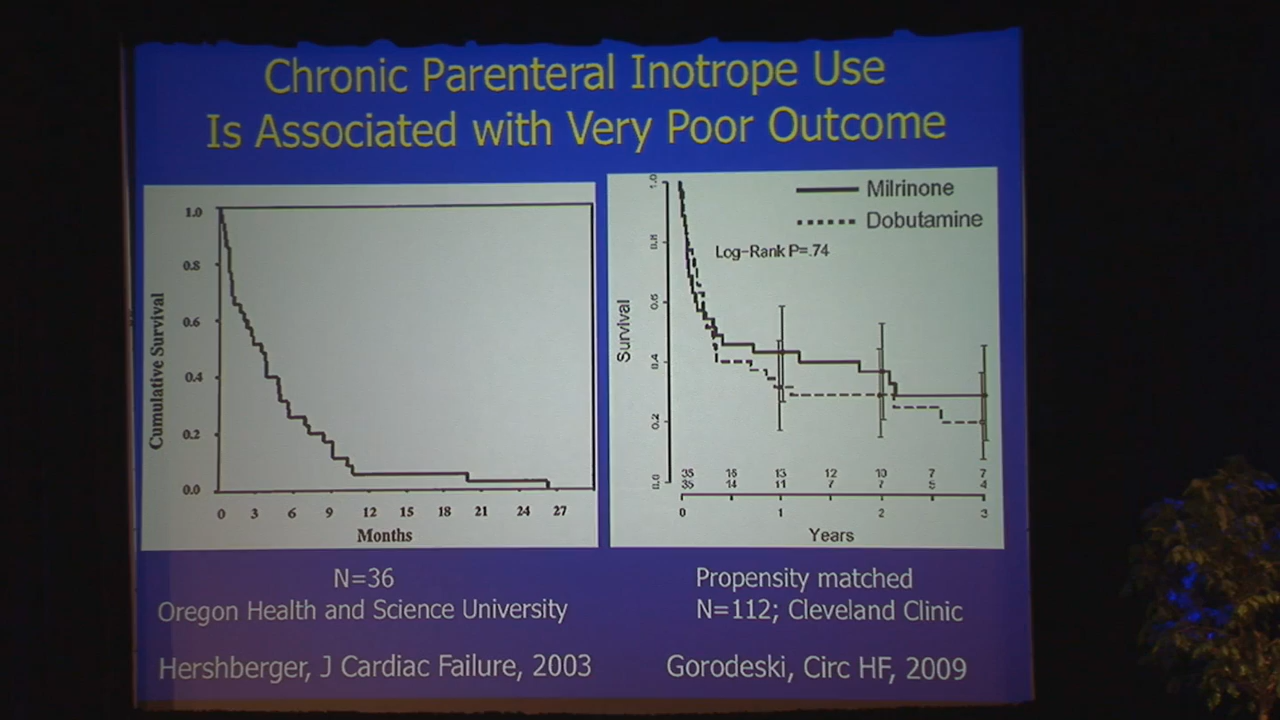 Chronic Parenteral Inotrope Use
Is Associated with Very Poor Outcome
Cumulative Survival
1.0
0.8
0.6
0.4
0.2
0.0
0 3 6 9 12 15 18 21 24 27
Months
Survival
1.0
0.8
0.6
0.4
0.2
0.0
Milrinone
Dobutamine
Log-Rank P=.74
35 16 13 12 10 7 7
35 14 11 7 7 5 4
0 1 2 3
Years
N=36
Oregon Health and Science University
Hershberger, J Cardiac Failure, 2003
Propensity matched
N=112; Cleveland Clinic
Gorodeski, Circ HF, 2009